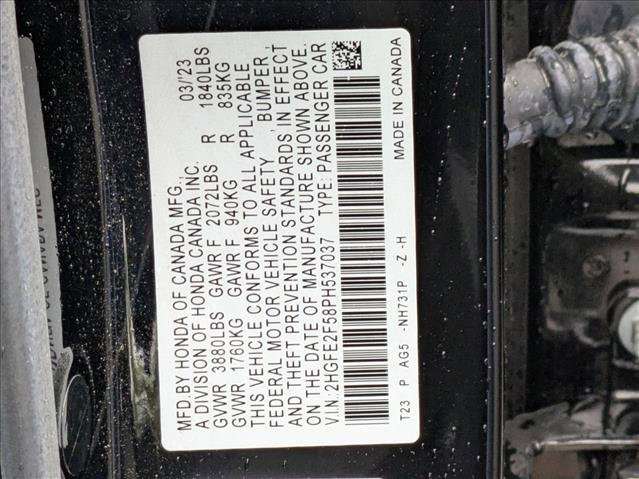 MFD.BY HONDA OF CANADA MFG., 03/'23
A DIVISION OF HONDA CANADA INC.
GVWR 3880LBS GAWR F 2072LBS R 1840LBS
GVWR 1760KG GAWR F 940KG R 835KG
THIS VEHICLE CONFORMS TO ALL APPLICABLE
FEDERAL MOTOR VEHICLE SAFETY , BUMPER,
AND THEFT PREVENTION STANDARDS IN EFFECT
ON THE DATE OF MANUFACTURE SHOWN ABOVE.
V.I.N.:2HGFE2F58PH537037 TYPE: PASSENGER CAR
T23 P AG5 -NH731P -Z -H MADE IN CANADA